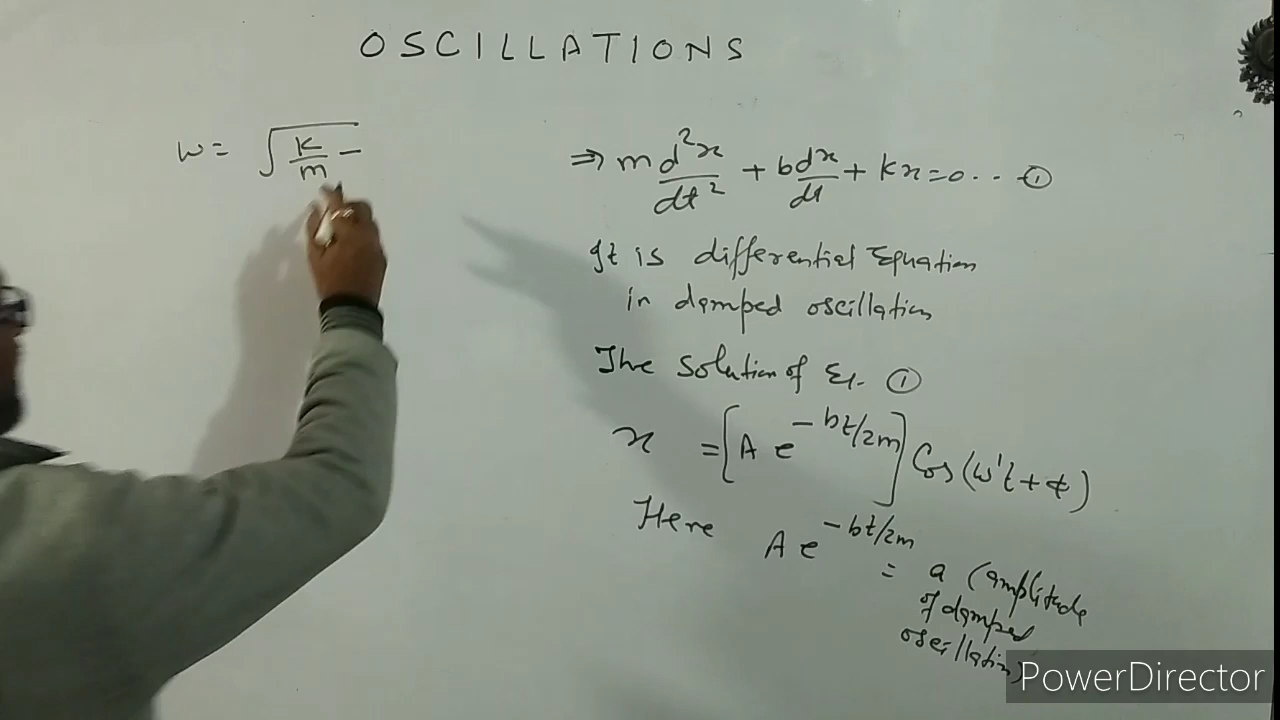 OSCILLATIONS
w = √(k/m -
⇒ m d²x/dt² + b dx/dt + kx = 0 . . - ①
It is differential Equation
in damped oscillation
The solution of Eq. ①
x = [A e^(-bt/2m)] Cos (w't + φ)
Here A e^(-bt/2m)
= a (amplitude
of damped
oscillation)
PowerDirector